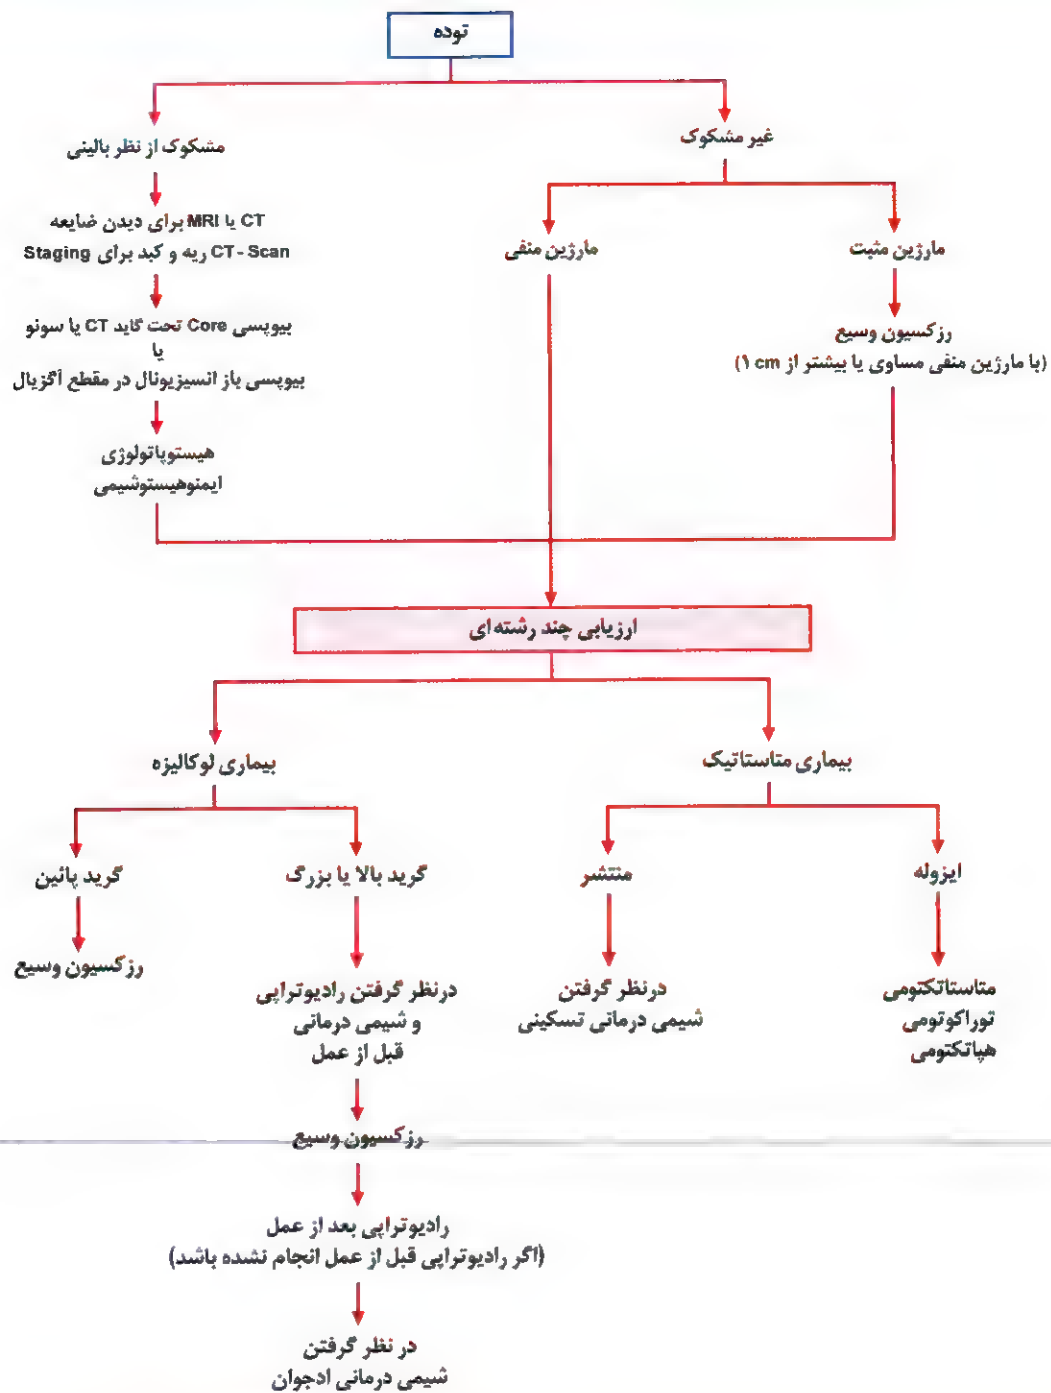 توده
غیر مشکوک
مشکوک از نظر بالینی
CT یا MRI برای دیدن ضایعه
CT-Scan ریه و کبد برای Staging
مارژین منفی
مارژین مثبت
رزکسیون وسیع
(با مارژین منفی مساوی یا بیشتر از ۱ cm)
بیوپسی Core تحت گاید CT یا سونو
یا
بیوپسی باز انسیزیونال در مقطع آگزیال
هیستوپاتولوژی
ایمنوهیستوشیمی
ارزیابی چند رشته‌ای
بیماری متاستاتیک
بیماری لوکالیزه
ایزوله
منتشر
گرید بالا یا بزرگ
گرید پائین
متاستاتکتومی
توراکوتومی
هپاتکتومی
درنظر گرفتن
شیمی درمانی تسکینی
درنظر گرفتن رادیوتراپی
و شیمی درمانی
قبل از عمل
رزکسیون وسیع
رزکسیون وسیع
رادیوتراپی بعد از عمل
(اگر رادیوتراپی قبل از عمل انجام نشده باشد)
در نظر گرفتن
شیمی درمانی ادجوان